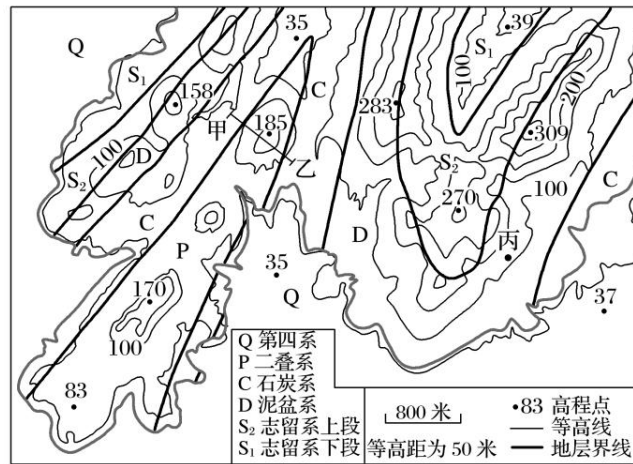 Q
35
39
S₁
S₁
100
C
158
283
200
甲
185
309
100
D
乙
S₂
S₂
270
100
C
C
P
D
丙
35
Q
170
37
100
83
Q 第四系
P 二叠系
C 石炭系
D 泥盆系
S₂ 志留系上段
S₁ 志留系下段
800 米
等高距为 50 米
•83 高程点
等高线
地层界线